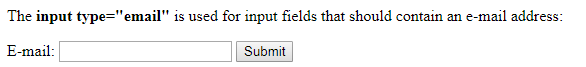 The input type="email" is used for input fields that should contain an e-mail address:
E-mail: Submit